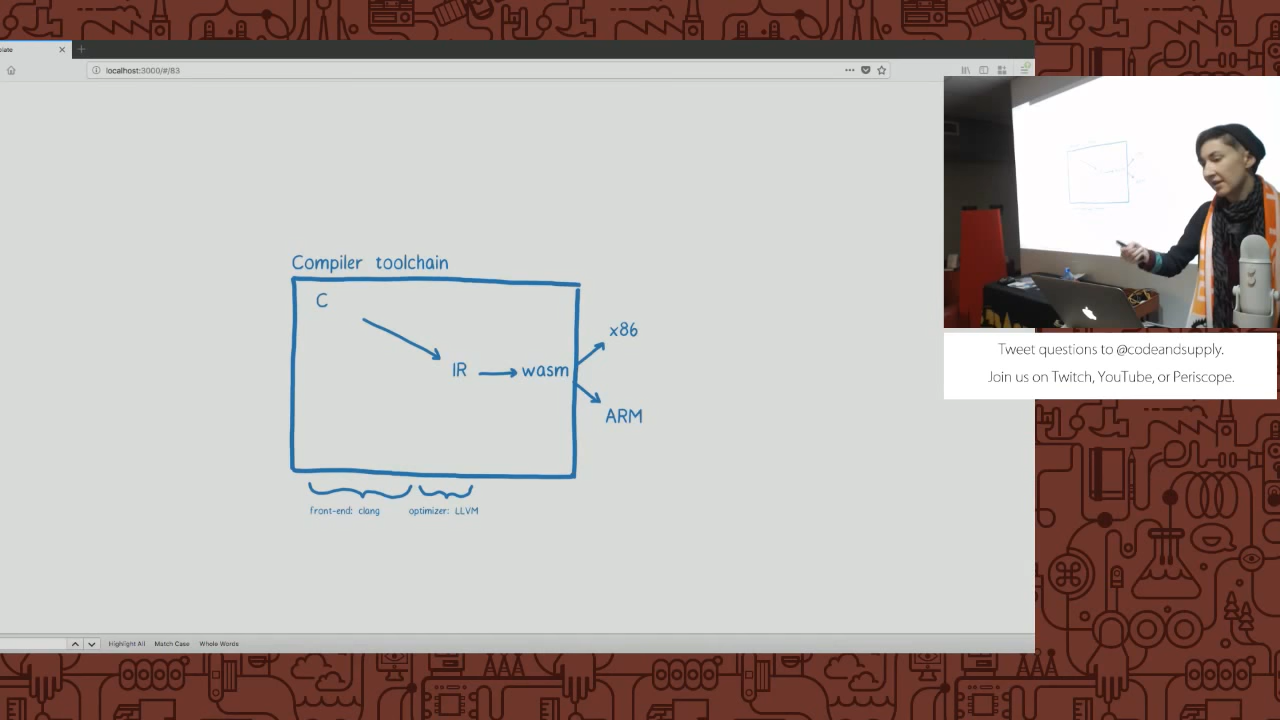 plate
localhost:3000/#/83
Compiler toolchain
C
x86
IR
wasm
ARM
front-end: clang
optimizer: LLVM
Highlight All
Match Case
Whole Words
Tweet questions to @codeandsupply.
Join us on Twitch, YouTube, or Periscope.